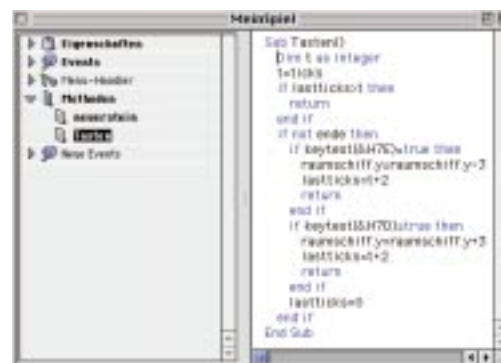 Meinspiel
Eigenschaften
Events
Menu-Header
Methoden
neuerstein
Tasten
Neue Events
Sub Tasten()
Dim t as integer
t=ticks
if lastticks>t then
return
end if
if not ende then
if keytest(&H7E)=true then
raumschiff.y=raumschiff.y-3
lastticks=t+2
return
end if
if keytest(&H7D)=true then
raumschiff.y=raumschiff.y+3
lastticks=t+2
return
end if
lastticks=0
end if
End Sub